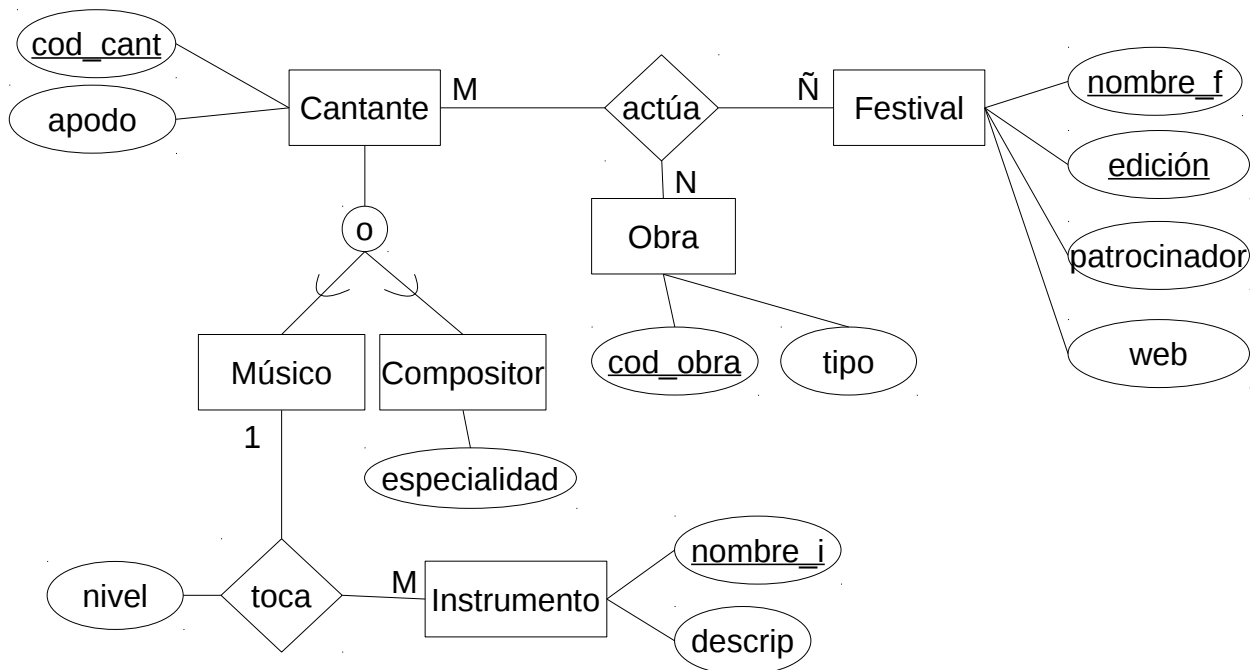 cod_cant
apodo
Cantante
M
actúa
Ñ
Festival
nombre_f
edición
patrocinador
web
N
Obra
cod_obra
tipo
o
Músico
Compositor
1
especialidad
nivel
toca
M
Instrumento
nombre_i
descrip